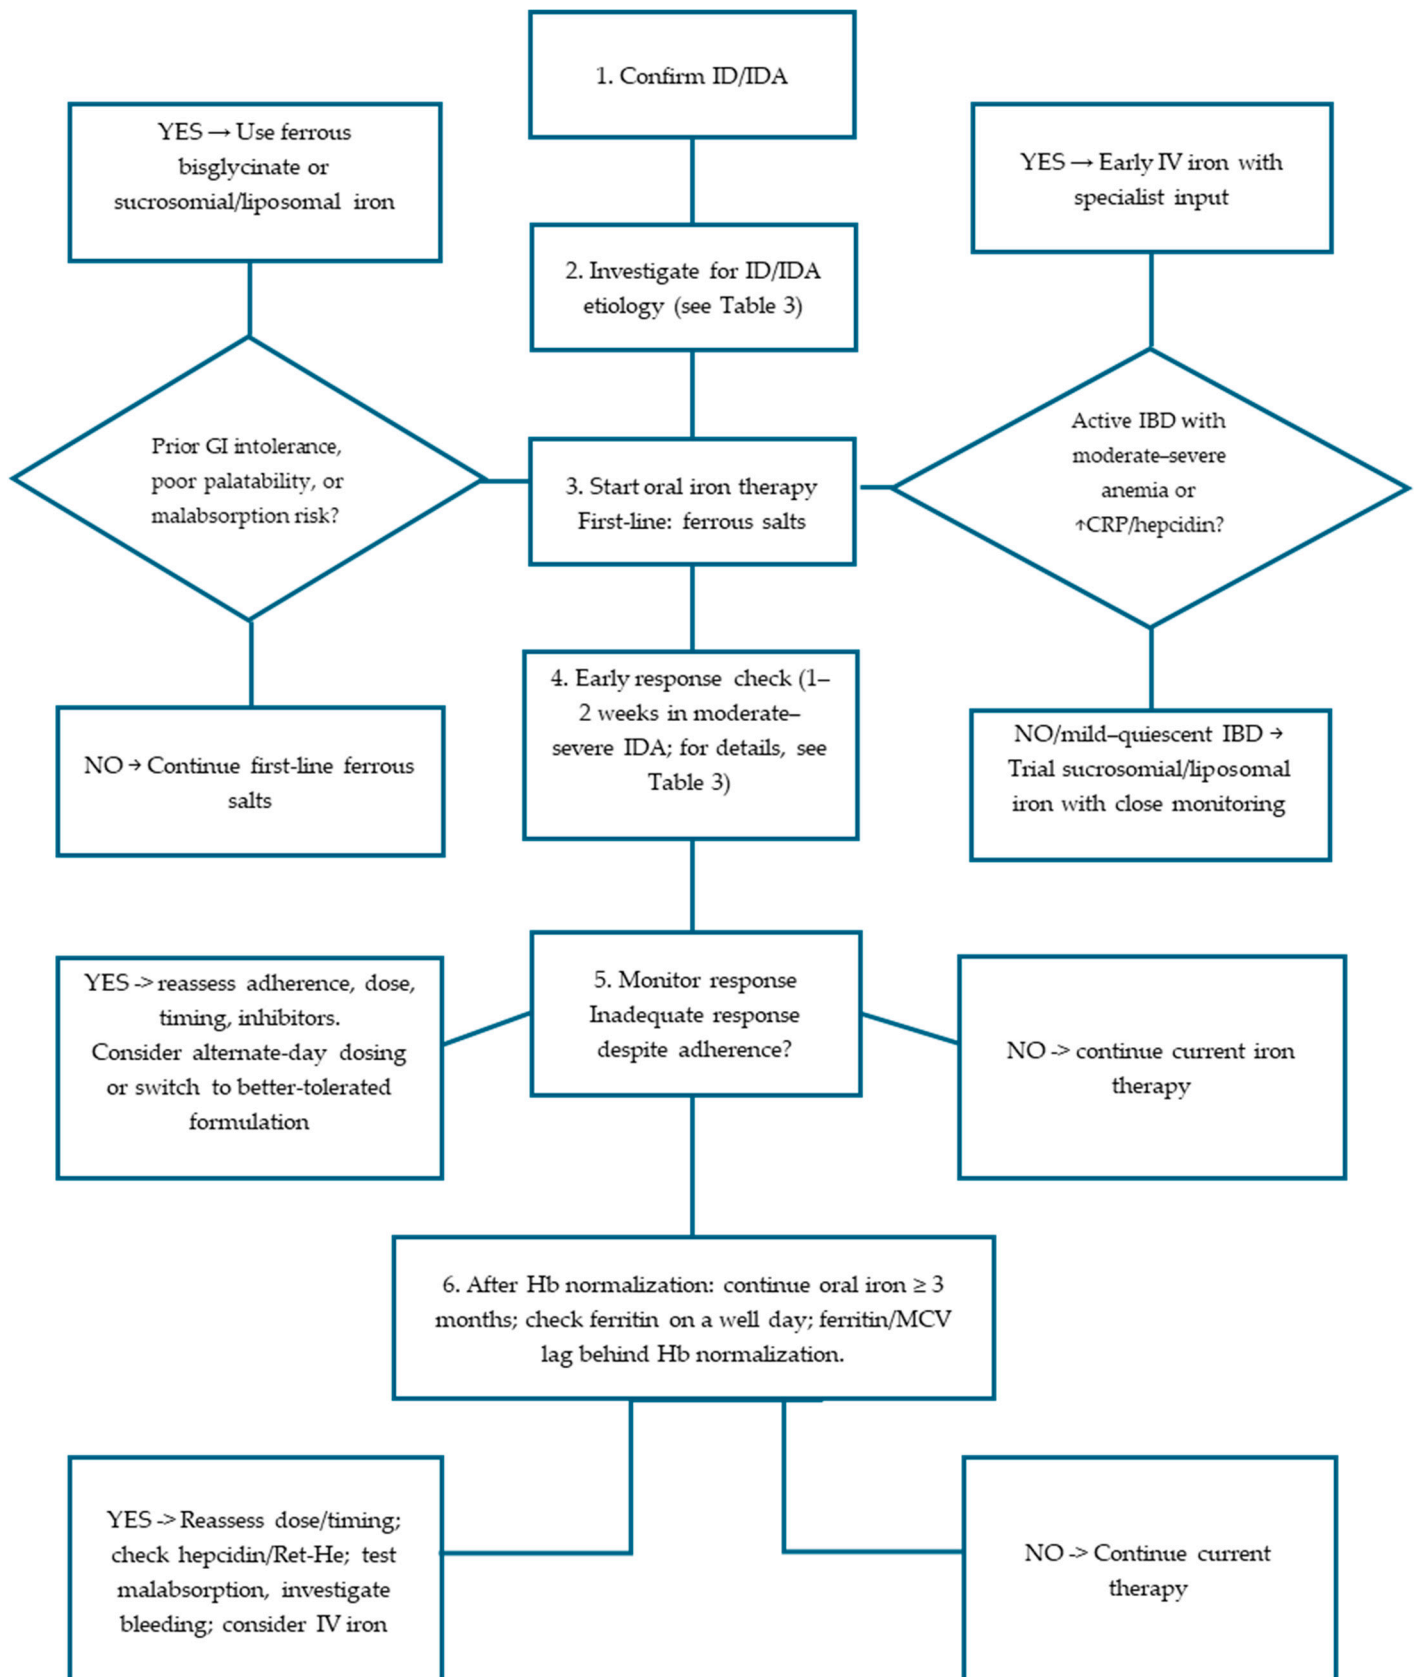 1. Confirm ID/IDA
YES → Use ferrous
bisglycinate or
sucrosomial/liposomal iron
YES → Early IV iron with
specialist input
2. Investigate for ID/IDA
etiology (see Table 3)
Prior GI intolerance,
poor palatability, or
malabsorption risk?
3. Start oral iron therapy
First-line: ferrous salts
Active IBD with
moderate–severe
anemia or
↑CRP/hepcidin?
NO → Continue first-line ferrous
salts
4. Early response check (1–
2 weeks in moderate–
severe IDA; for details, see
Table 3)
NO/mild–quiescent IBD →
Trial sucrosomial/liposomal
iron with close monitoring
YES -> reassess adherence, dose,
timing, inhibitors.
Consider alternate-day dosing
or switch to better-tolerated
formulation
5. Monitor response
Inadequate response
despite adherence?
NO -> continue current iron
therapy
6. After Hb normalization: continue oral iron ≥ 3
months; check ferritin on a well day; ferritin/MCV
lag behind Hb normalization.
YES -> Reassess dose/timing;
check hepcidin/Ret-He; test
malabsorption, investigate
bleeding; consider IV iron
NO -> Continue current
therapy